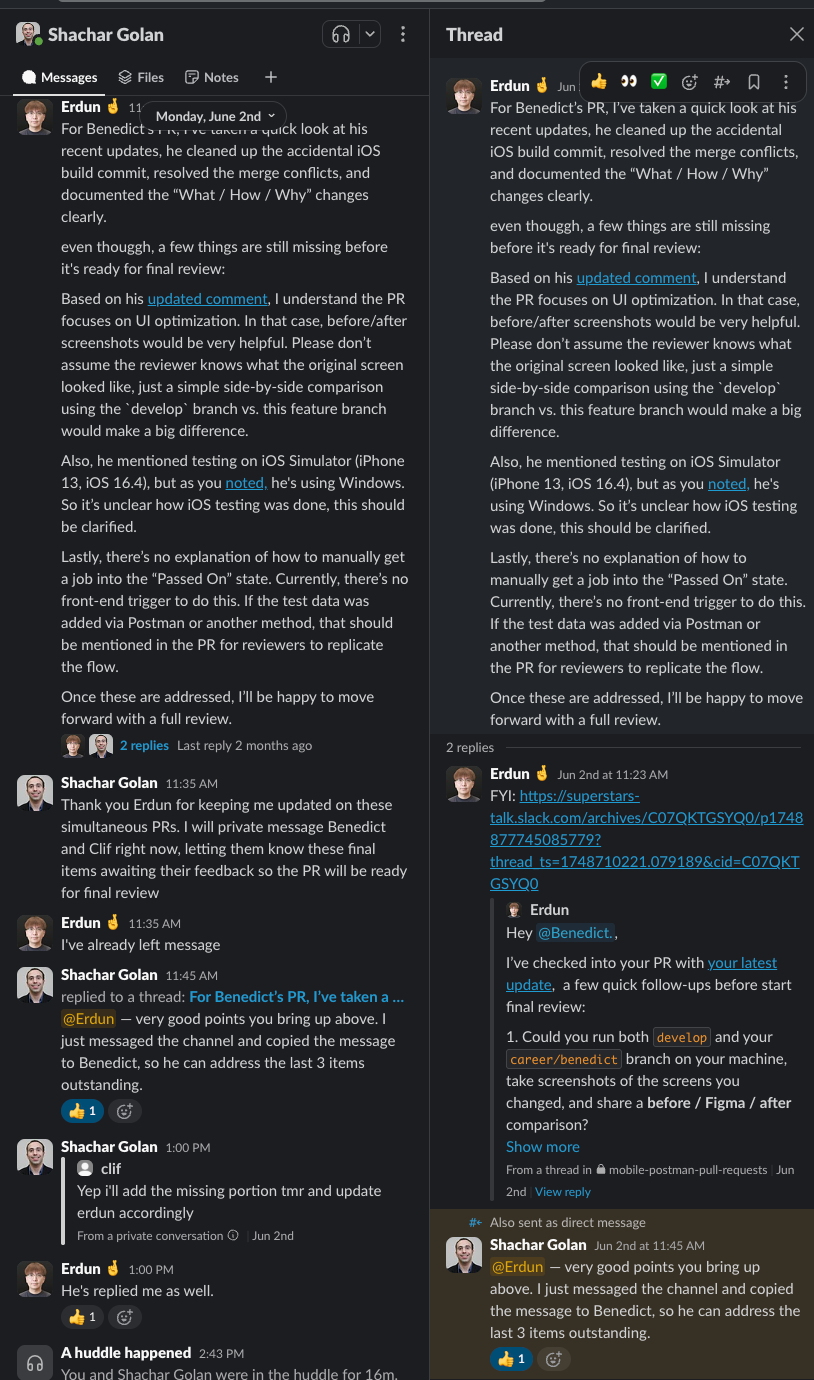 Shachar Golan
Messages
Files
Notes
Erdun 11:
Monday, June 2nd
For Benedict's PR, I've taken a quick look at his
recent updates, he cleaned up the accidental iOS
build commit, resolved the merge conflicts, and
documented the “What / How / Why” changes
clearly.
even thouggh, a few things are still missing before
it's ready for final review:
Based on his updated comment, I understand the PR
focuses on UI optimization. In that case, before/after
screenshots would be very helpful. Please don’t
assume the reviewer knows what the original screen
looked like, just a simple side-by-side comparison
using the `develop` branch vs. this feature branch
would make a big difference.
Also, he mentioned testing on iOS Simulator (iPhone
13, iOS 16.4), but as you noted, he's using Windows.
So it’s unclear how iOS testing was done, this should
be clarified.
Lastly, there’s no explanation of how to manually get
a job into the “Passed On” state. Currently, there’s no
front-end trigger to do this. If the test data was
added via Postman or another method, that should
be mentioned in the PR for reviewers to replicate
the flow.
Once these are addressed, I’ll be happy to move
forward with a full review.
2 replies Last reply 2 months ago
Shachar Golan 11:35 AM
Thank you Erdun for keeping me updated on these
simultaneous PRs. I will private message Benedict
and Clif right now, letting them know these final
items awaiting their feedback so the PR will be ready
for final review
Erdun 11:35 AM
I've already left message
Shachar Golan 11:45 AM
replied to a thread: For Benedict’s PR, I’ve taken a ...
@Erdun — very good points you bring up above. I
just messaged the channel and copied the message
to Benedict, so he can address the last 3 items
outstanding.
1
Shachar Golan 1:00 PM
clif
Yep i'll add the missing portion tmr and update
erdun accordingly
From a private conversation | Jun 2nd
Erdun 1:00 PM
He's replied me as well.
1
A huddle happened 2:43 PM
You and Shachar Golan were in the huddle for 16m.
Thread
Erdun Jun
For Benedict’s PR, I’ve taken a quick look at his
recent updates, he cleaned up the accidental
iOS build commit, resolved the merge conflicts,
and documented the “What / How / Why”
changes clearly.
even thouggh, a few things are still missing
before it's ready for final review:
Based on his updated comment, I understand
the PR focuses on UI optimization. In that case,
before/after screenshots would be very helpful.
Please don’t assume the reviewer knows what
the original screen looked like, just a simple
side-by-side comparison using the `develop`
branch vs. this feature branch would make a big
difference.
Also, he mentioned testing on iOS Simulator
(iPhone 13, iOS 16.4), but as you noted, he's
using Windows. So it’s unclear how iOS testing
was done, this should be clarified.
Lastly, there’s no explanation of how to
manually get a job into the “Passed On” state.
Currently, there’s no front-end trigger to do this.
If the test data was added via Postman or
another method, that should be mentioned in
the PR for reviewers to replicate the flow.
Once these are addressed, I’ll be happy to move
forward with a full review.
2 replies
Erdun Jun 2nd at 11:23 AM
FYI: https://superstars-
talk.slack.com/archives/C07QKTGSYQ0/p1748
877745085779?
thread_ts=1748710221.079189&cid=C07QKT
GSYQ0
Erdun
Hey @Benedict. ,
I’ve checked into your PR with your latest
update, a few quick follow-ups before start
final review:
1. Could you run both develop and your
career/benedict branch on your machine,
take screenshots of the screens you
changed, and share a before / Figma / after
comparison?
Show more
From a thread in mobile-postman-pull-requests | Jun
2nd | View reply
Also sent as direct message
Shachar Golan Jun 2nd at 11:45 AM
@Erdun — very good points you bring up
above. I just messaged the channel and copied
the message to Benedict, so he can address the
last 3 items outstanding.
1